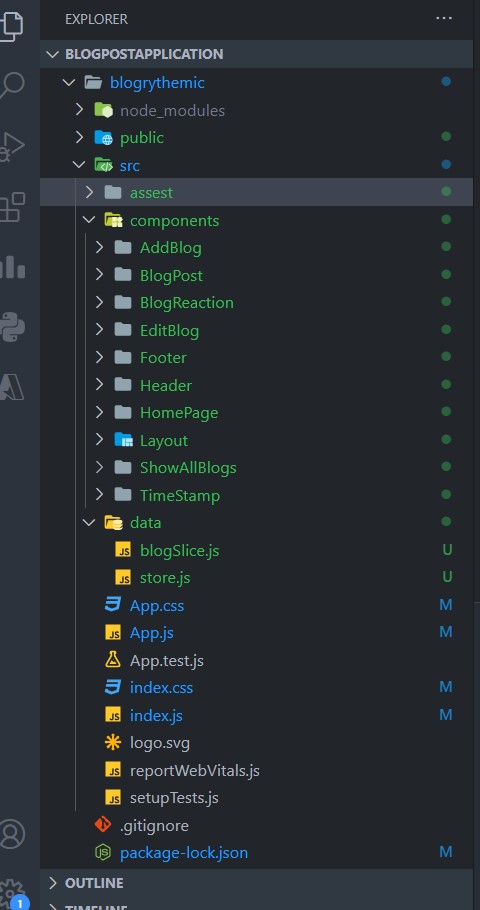 EXPLORER ...
BLOGPOSTAPPLICATION
blogrythemic
node_modules
public
src
assest
components
AddBlog
BlogPost
BlogReaction
EditBlog
Footer
Header
HomePage
Layout
ShowAllBlogs
TimeStamp
data
JS blogSlice.js U
JS store.js U
App.css M
JS App.js M
App.test.js
index.css M
JS index.js M
logo.svg
JS reportWebVitals.js
JS setupTests.js
.gitignore
JS package-lock.json M
OUTLINE
1
TIMELINE